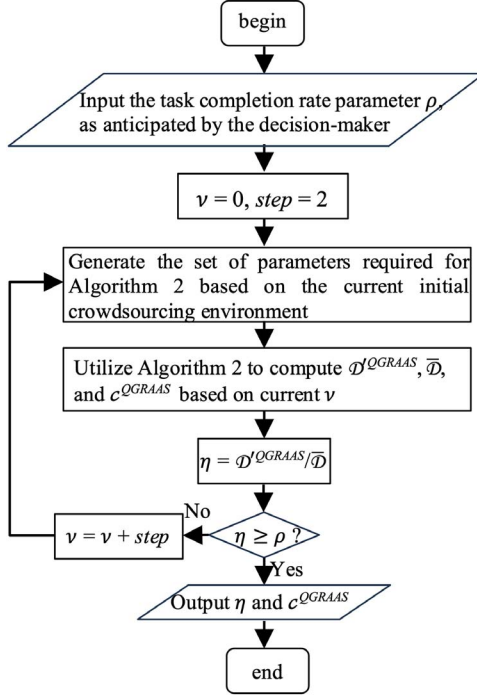 begin
Input the task completion rate parameter ρ,
as anticipated by the decision-maker
ν = 0, step = 2
Generate the set of parameters required for
Algorithm 2 based on the current initial
crowdsourcing environment
Utilize Algorithm 2 to compute 𝒟′^QGRAAS, 𝒟̅,
and c^QGRAAS based on current ν
η = 𝒟′^QGRAAS/𝒟̅
No
ν = ν + step
η ≥ ρ ?
Yes
Output η and c^QGRAAS
end